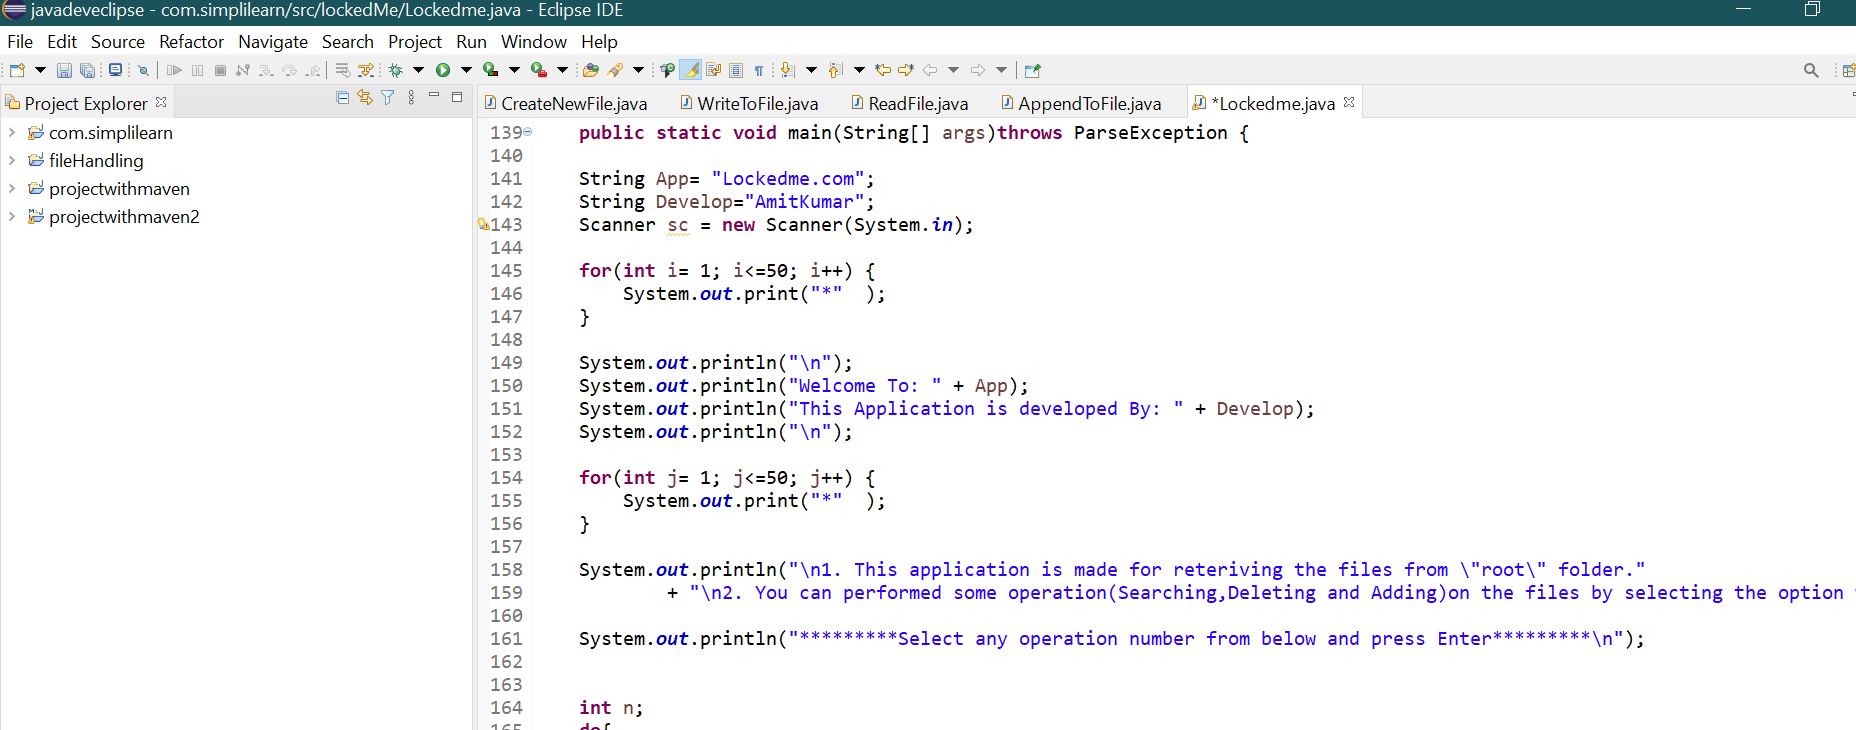 javadeveclipse - com.simplilearn/src/lockedMe/Lockedme.java - Eclipse IDE
File Edit Source Refactor Navigate Search Project Run Window Help
Project Explorer
CreateNewFile.java WriteToFile.java ReadFile.java AppendToFile.java *Lockedme.java
com.simplilearn
fileHandling
projectwithmaven
projectwithmaven2
139 public static void main(String[] args)throws ParseException {
140
141 String App= "Lockedme.com";
142 String Develop="AmitKumar";
143 Scanner sc = new Scanner(System.in);
144
145 for(int i= 1; i<=50; i++) {
146 System.out.print("*"  );
147 }
148
149 System.out.println("\n");
150 System.out.println("Welcome To: " + App);
151 System.out.println("This Application is developed By: " + Develop);
152 System.out.println("\n");
153
154 for(int j= 1; j<=50; j++) {
155 System.out.print("*"  );
156 }
157
158 System.out.println("\n1. This application is made for reteriving the files from \"root\" folder."
159 + "\n2. You can performed some operation(Searching,Deleting and Adding)on the files by selecting the option
160
161 System.out.println("*********Select any operation number from below and press Enter*********\n");
162
163
164 int n;
165 do{